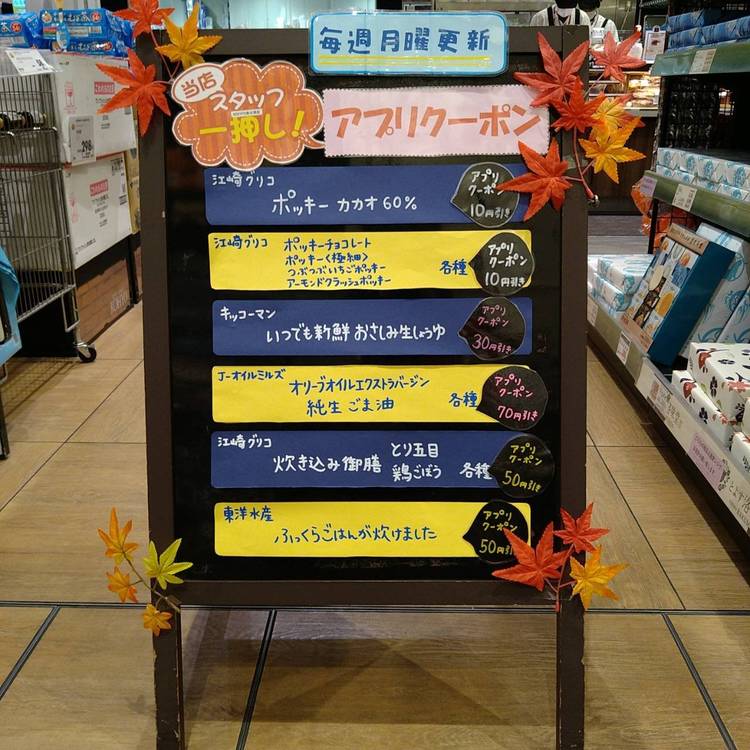 毎週月曜更新
当店
スタッフ
一押し!
アプリクーポン
江崎グリコ
ポッキー カカオ60%
アプリ
クーポン
10円引き
江崎グリコ
ポッキーチョコレート
ポッキー<極細>
つぶつぶいちごポッキー
アーモンドクラッシュポッキー
各種
アプリ
クーポン
10円引き
キッコーマン
いつでも新鮮 おさしみ生しょうゆ
アプリ
クーポン
30円引き
J-オイルミルズ
オリーブオイルエクストラバージン
純生ごま油
各種
アプリ
クーポン
70円引き
江崎グリコ
炊き込み御膳
とり五目
鶏ごぼう
各種
アプリ
クーポン
50円引き
東洋水産
ふっくらごはんが炊けました
アプリ
クーポン
50円